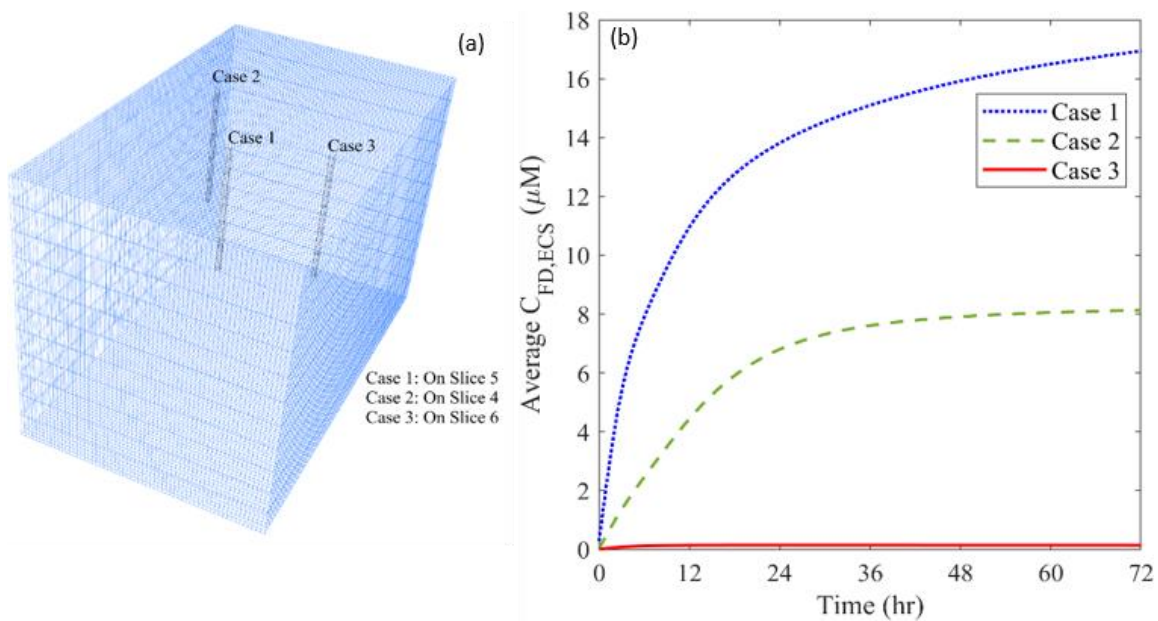 (a)
Case 2
Case 1
Case 3
Case 1: On Slice 5
Case 2: On Slice 4
Case 3: On Slice 6
(b)
Average C_FD,ECS (μM)
18
16
14
12
10
8
6
4
2
0
Case 1
Case 2
Case 3
0 12 24 36 48 60 72
Time (hr)